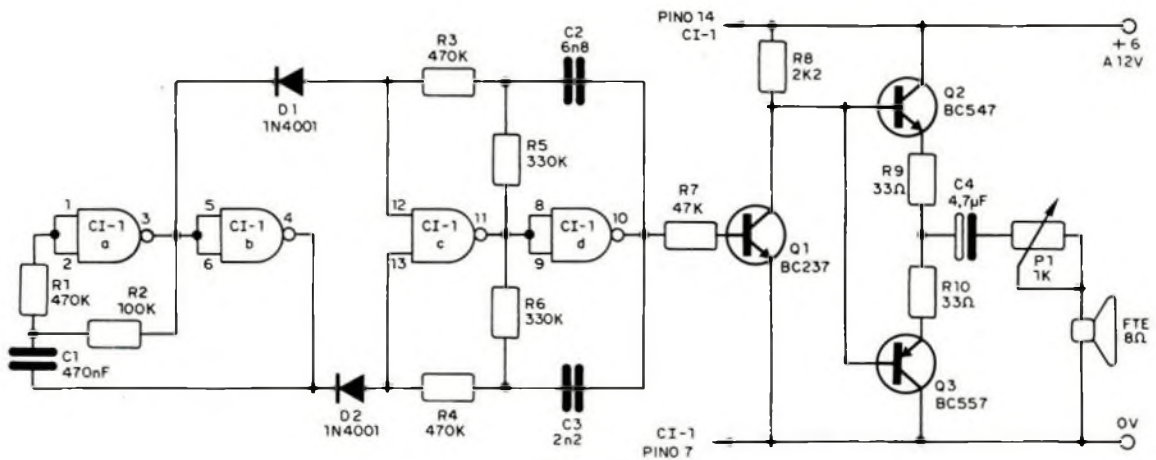 PINO 14
CI-1
+6
A 12V
R8
2K2
Q2
BC547
R9
33Ω
C4
4,7µF
P1
1K
R10
33Ω
Q3
BC557
FTE
8Ω
0V
CI-1
PINO 7
R3
470K
C2
6n8
D1
1N4001
R5
330K
R7
47K
Q1
BC237
1
2
CI-1
a
3
5
6
CI-1
b
4
12
13
CI-1
c
11
8
9
CI-1
d
10
R1
470K
R2
100K
C1
470nF
R6
330K
D2
1N4001
R4
470K
C3
2n2